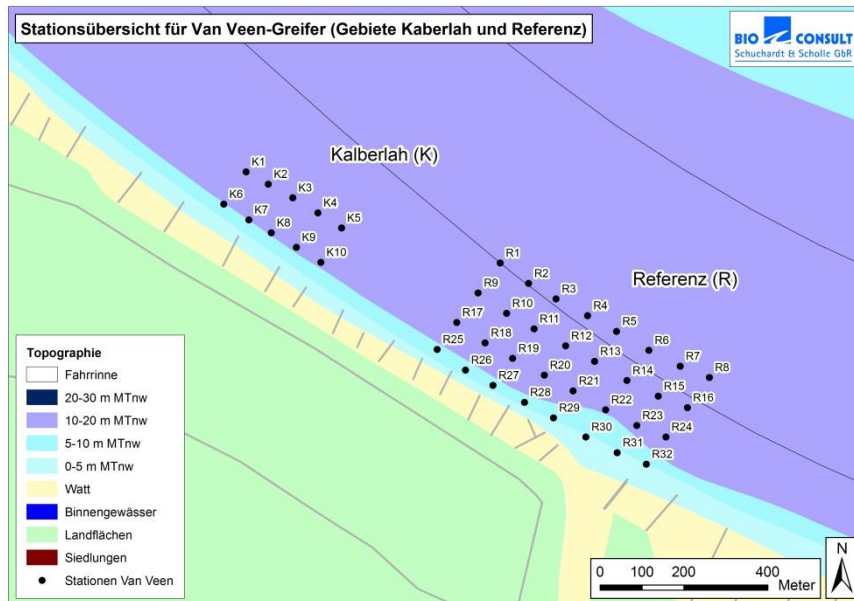 Stationsübersicht für Van Veen-Greifer (Gebiete Kaberlah und Referenz)
BIO CONSULT
Schuchardt & Scholle GbR
Kalberlah (K)
K1
K2
K3
K4
K5
K6
K7
K8
K9
K10
Referenz (R)
R1
R2
R3
R4
R5
R6
R7
R8
R9
R10
R11
R12
R13
R14
R15
R16
R17
R18
R19
R20
R21
R22
R23
R24
R25
R26
R27
R28
R29
R30
R31
R32
Topographie
Fahrrinne
20-30 m MTnw
10-20 m MTnw
5-10 m MTnw
0-5 m MTnw
Watt
Binnengewässer
Landflächen
Siedlungen
Stationen Van Veen
0 100 200 400
Meter
N